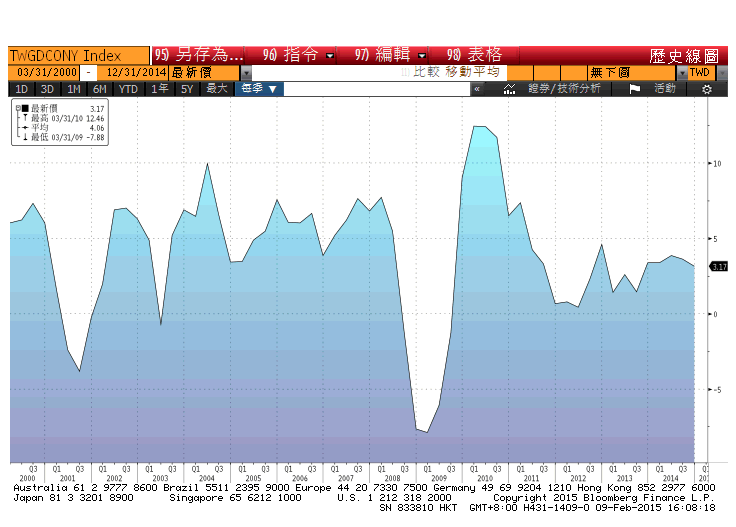 TWGDCONY Index 95) 另存為... 96) 指令 97) 編輯 98) 表格 歷史線圖
03/31/2000 - 12/31/2014 最新價 比較 移動平均 無下圖 TWD
1D 3D 1M 6M YTD 1年 5Y 最大 每季 ▼ « 證券/技術分析 活動
最新價 3.17
最高 03/31/10 12.46
平均 4.06
最低 03/31/09 -7.88
10
5
3.17
0
-5
Q3 Q1 Q3 Q1 Q3 Q1 Q3 Q1 Q3 Q1 Q3 Q1 Q3 Q1 Q3 Q1 Q3 Q1 Q3 Q1 Q3 Q1 Q3 Q1 Q3 Q1 Q3 Q1 Q3 Q1
2000 2001 2002 2003 2004 2005 2006 2007 2008 2009 2010 2011 2012 2013 2014
Australia 61 2 9777 8600 Brazil 5511 2395 9000 Europe 44 20 7330 7500 Germany 49 69 9204 1210 Hong Kong 852 2977 6000
Japan 81 3 3201 8900 Singapore 65 6212 1000 U.S. 1 212 318 2000 Copyright 2015 Bloomberg Finance L.P.
SN 833810 HKT GMT+8:00 H431-1409-0 09-Feb-2015 16:08:18